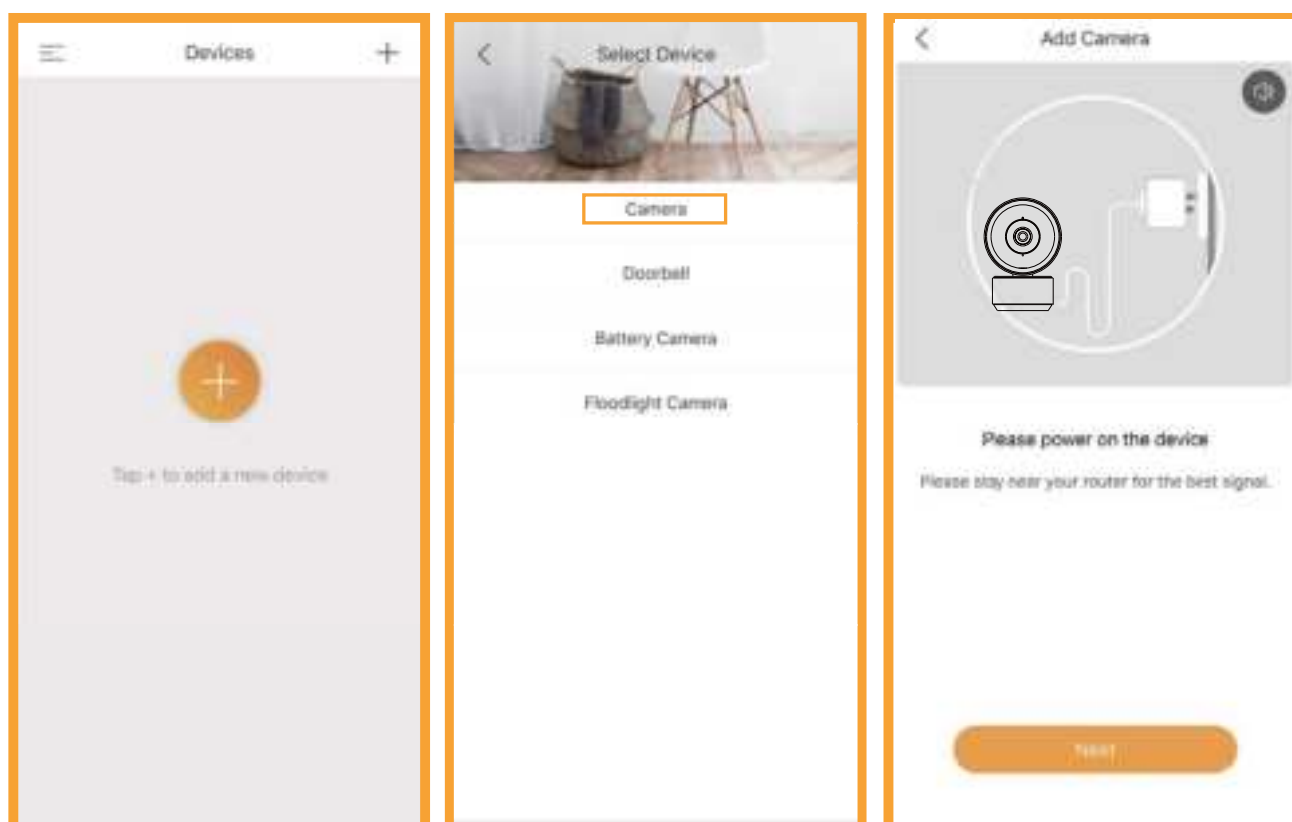 Devices
Tap + to add a new device
Select Device
Camera
Doorbell
Battery Camera
Floodlight Camera
Add Camera
Please power on the device
Please stay near your router for the best signal.
Next